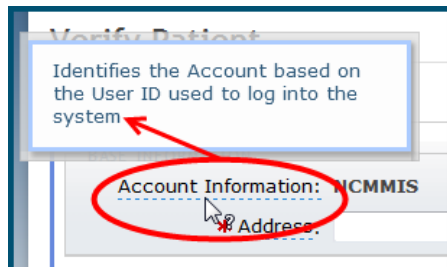 Verify Patient
Identifies the Account based on
the User ID used to log into the
system
Account Information: NCMMIS
* Address: